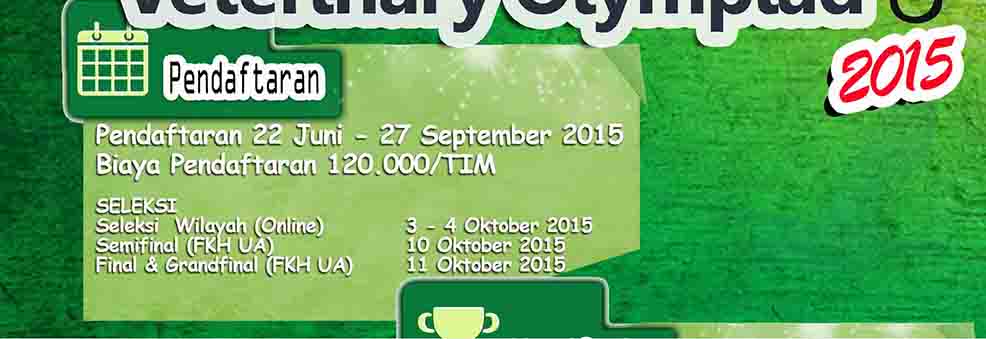 Veterinary Olympiad
2015
Pendaftaran
Pendaftaran 22 Juni - 27 September 2015
Biaya Pendaftaran 120.000/TIM
SELEKSI
Seleksi Wilayah (Online) 3 - 4 Oktober 2015
Semifinal (FKH UA) 10 Oktober 2015
Final & Grandfinal (FKH UA) 11 Oktober 2015